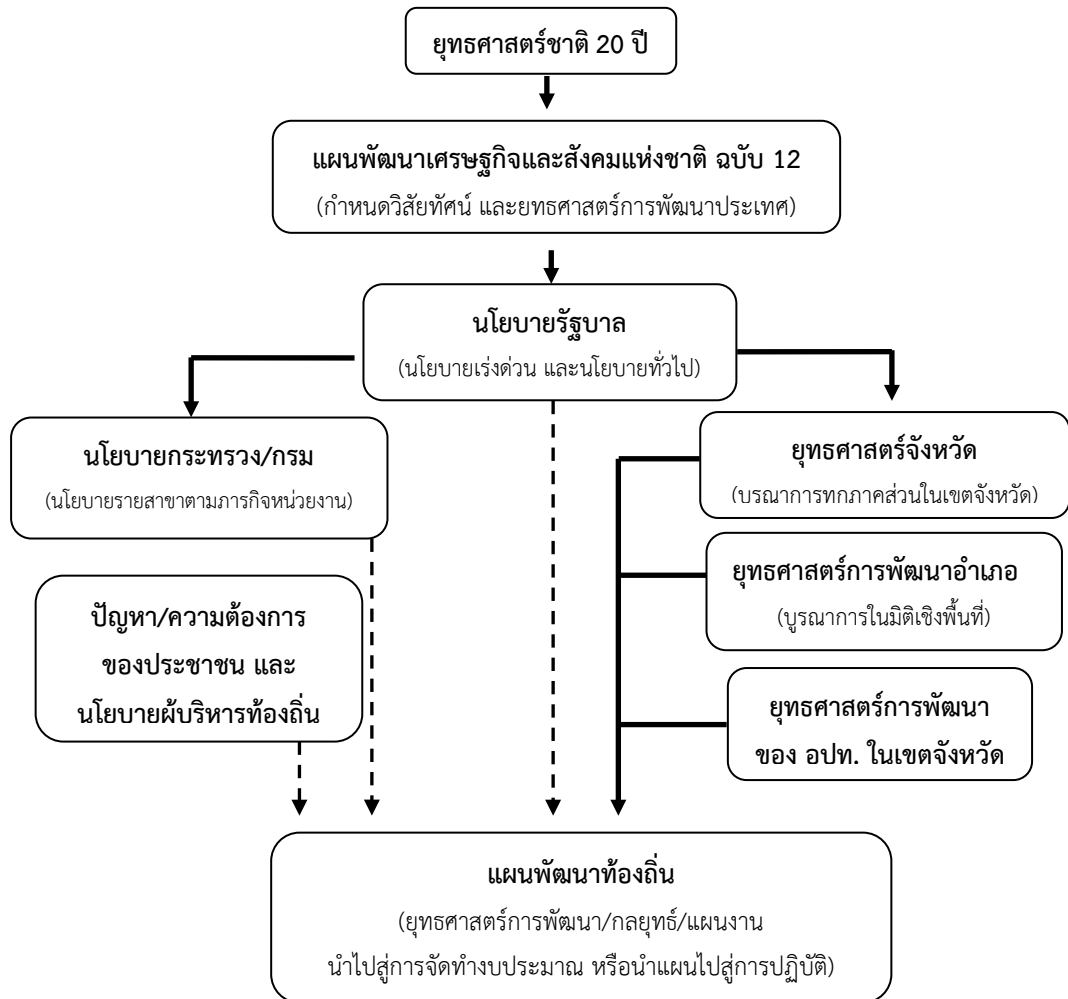 ยุทธศาสตร์ชาติ 20 ปี
แผนพัฒนาเศรษฐกิจและสังคมแห่งชาติ ฉบับ 12
(กำหนดวิสัยทัศน์ และยทธศาสตร์การพัฒนาประเทศ)
นโยบายรัฐบาล
(นโยบายเร่งด่วน และนโยบายทั่วไป)
นโยบายกระทรวง/กรม
(นโยบายรายสาขาตามภารกิจหน่วยงาน)
ยุทธศาสตร์จังหวัด
(บรณาการทกภาคส่วนในเขตจังหวัด)
ยุทธศาสตร์การพัฒนาอำเภอ
(บูรณาการในมิติเชิงพื้นที่)
ปัญหา/ความต้องการ
ของประชาชน และ
นโยบายผ้บริหารท้องถิ่น
ยุทธศาสตร์การพัฒนา
ของ อปท. ในเขตจังหวัด
แผนพัฒนาท้องถิ่น
(ยุทธศาสตร์การพัฒนา/กลยุทธ์/แผนงาน
นำไปสู่การจัดทำงบประมาณ หรือนำแผนไปสู่การปฏิบัติ)